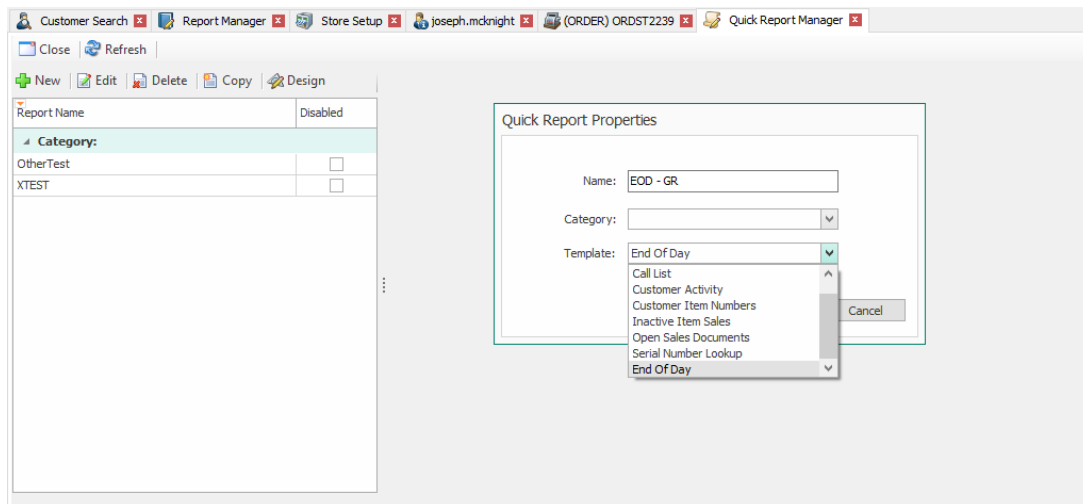 Customer Search Report Manager Store Setup joseph.mcknight (ORDER) ORDST2239 Quick Report Manager
Close Refresh
New Edit Delete Copy Design
Report Name Disabled
Category:
OtherTest
XTEST
Quick Report Properties
Name: EOD - GR
Category:
Template: End Of Day
Call List
Customer Activity
Customer Item Numbers
Inactive Item Sales
Open Sales Documents
Serial Number Lookup
End Of Day
Cancel